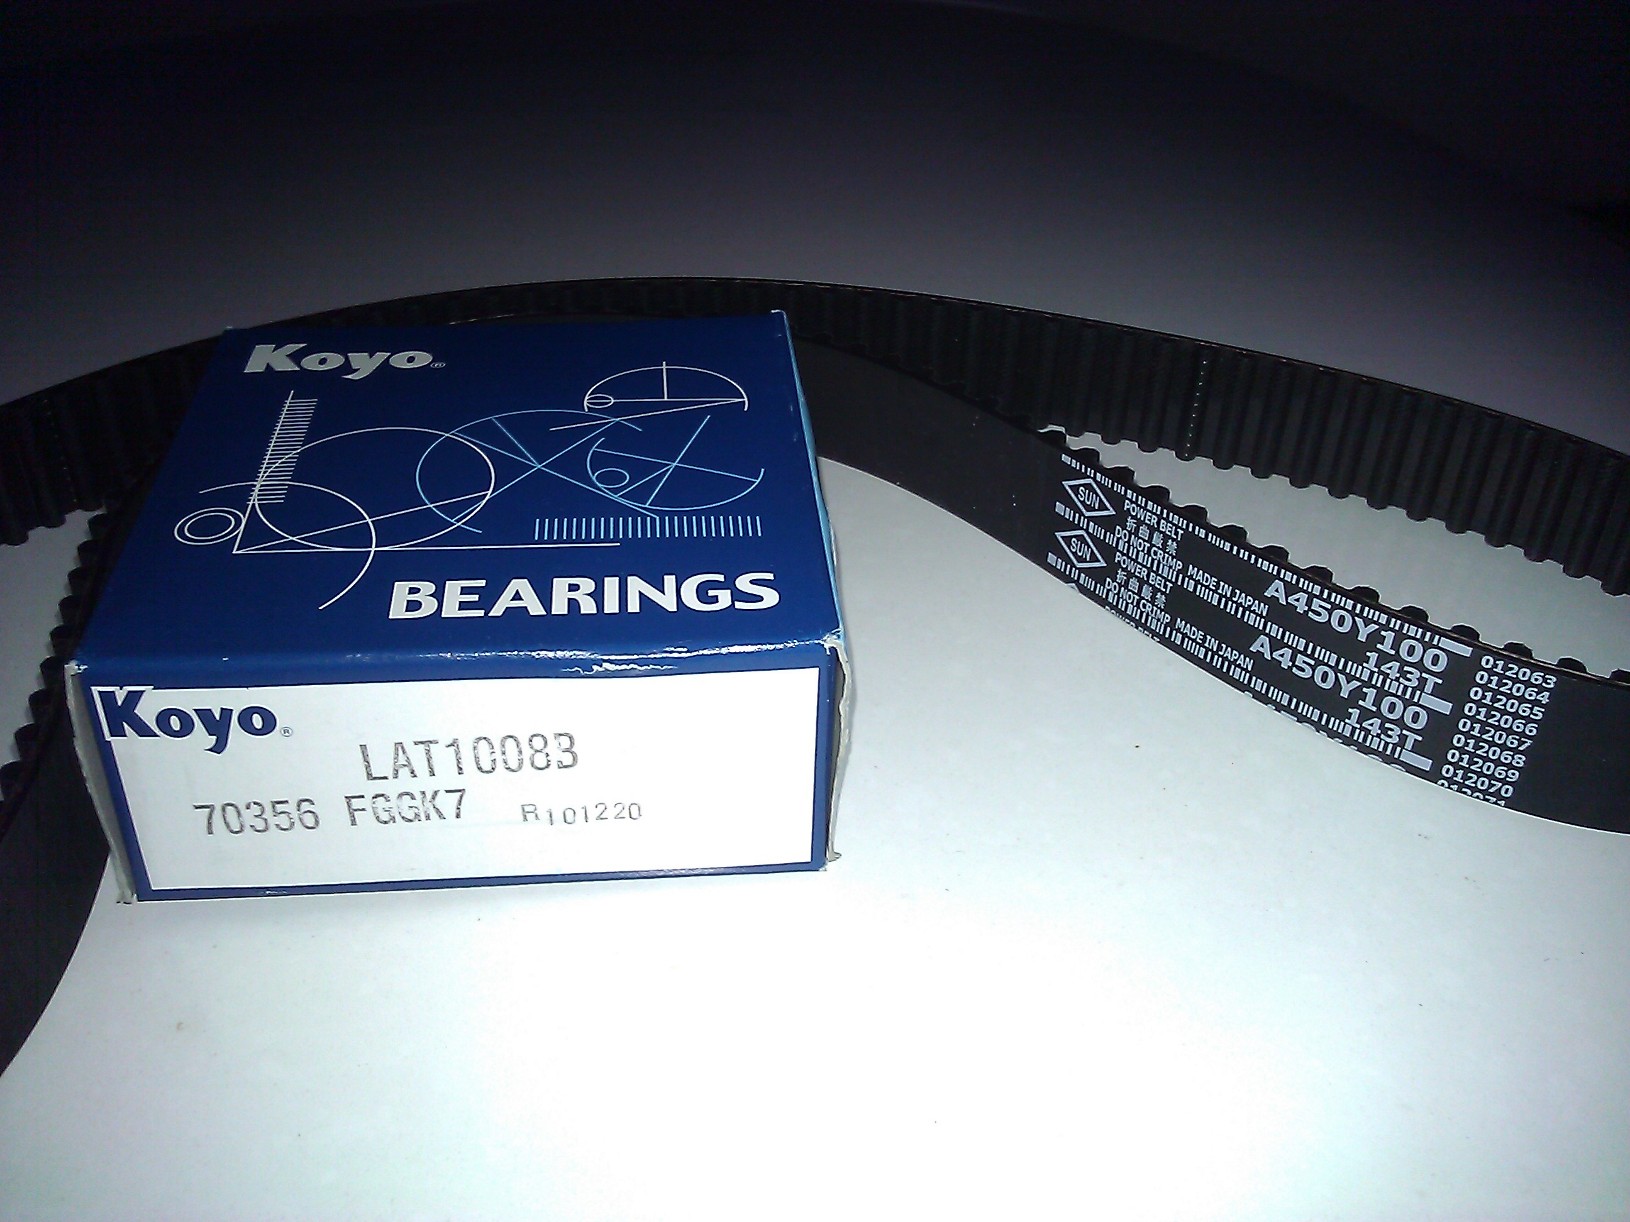 Koyo®
BEARINGS
Koyo®
LAT1008B
70356 FGGK7 R101220
SUN
POWER BELT
折曲厳禁
DO NOT CRIMP MADE IN JAPAN
A450Y100
143T
SUN
POWER BELT
折曲厳禁
DO NOT CRIMP MADE IN JAPAN
A450Y100
143T
012063
012064
012065
012066
012067
012068
012069
012070
012071